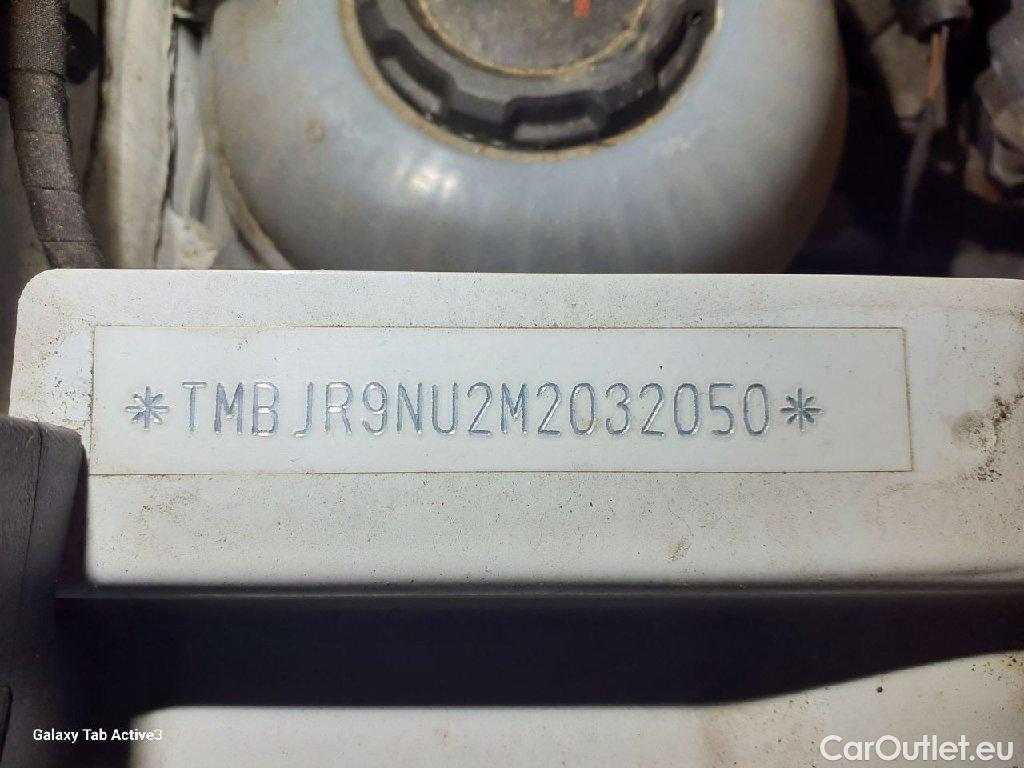 *TMBJR9NU2M2032050*
Galaxy Tab Active3
CarOutlet.eu